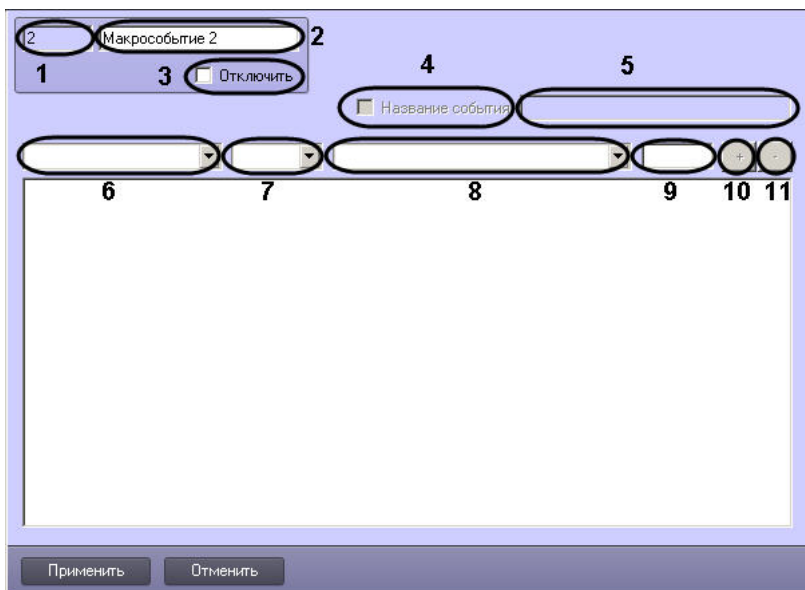 2 Макрособытие 2 2
1 3 Отключить 4 5
Название события
+ -
6 7 8 9 10 11
Применить Отменить